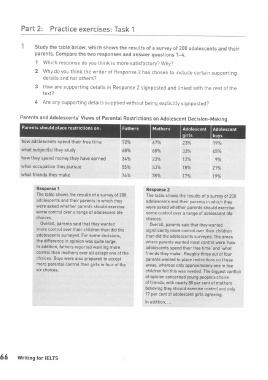 Part 2: Practice exercises: Task 1
1 Study the table below, which shows the results of a survey of 200 adolescents and their
parents. Compare the two responses and answer questions 1–4.
1 Which response do you think is more satisfactory? Why?
2 Why do you think the writer of Response 2 has chosen to include certain supporting
details and not others?
3 How are supporting details in Response 2 signposted and linked with the rest of the
text?
4 Are any supporting details supplied without being explicitly signposted?
Parents and Adolescents' Views of Parental Restrictions on Adolescent Decision-Making
Parents should place restrictions on: Fathers Mothers Adolescent girls Adolescent boys
how adolescents spend their free time 72% 67% 23% 19%
what subjects they study 68% 33%
how they spend money they have earned 34% 23% 13% 9%
what occupation they pursue 55% 53% 18% 21%
what friends they make 17% 19%
Response 1
The table shows the results of a survey of 200
adolescents and their parents in which they
were asked whether parents should exercise
some control over a range of adolescent life
choices.
Overall, parents said that they wanted
more control over their children than did the
adolescents surveyed. For some decisions,
the difference in opinion was quite large.
In addition, fathers reported wanting more
control than mothers over all except one of the
choices. Boys were also prepared to accept
more parental control than girls in four of the
six choices.
Response 2
The table shows the results of a survey of 200
adolescents and their parents in which they
were asked whether parents should exercise
some control over a range of adolescent life
choices.
Overall, parents said that they wanted
significantly more control over their children
than did the adolescents surveyed. The areas
where parents wanted most control were 'how
adolescents spend their free time' and 'what
friends they make'. Roughly three out of four
parents wanted to place restrictions on these
areas, whereas only approximately one in five
children felt this was needed. The biggest conflict
of opinion concerned young people's choice
of friends, with nearly 80 per cent of mothers
believing they should exercise control and only
17 per cent of adolescent girls agreeing.
In addition, ...
66 Writing for IELTS